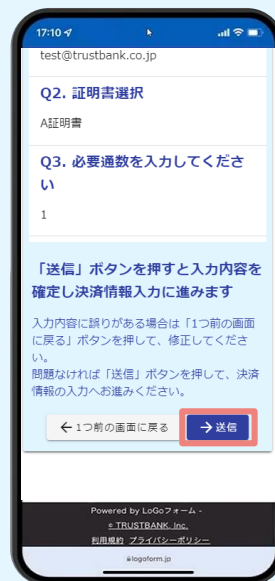 17:10
test@trustbank.co.jp
Q2. 証明書選択
A証明書
Q3. 必要通数を入力してくださ
い
1
「送信」ボタンを押すと入力内容を
確定し決済情報入力に進みます
入力内容に誤りがある場合は「1つ前の画面
に戻る」ボタンを押して、修正してくださ
い。
問題なければ「送信」ボタンを押して、決済
情報の入力へお進みください。
←1つ前の画面に戻る
→送信
Powered by LoGoフォーム -
© TRUSTBANK, Inc.
利用規約 プライバシーポリシー
logoform.jp